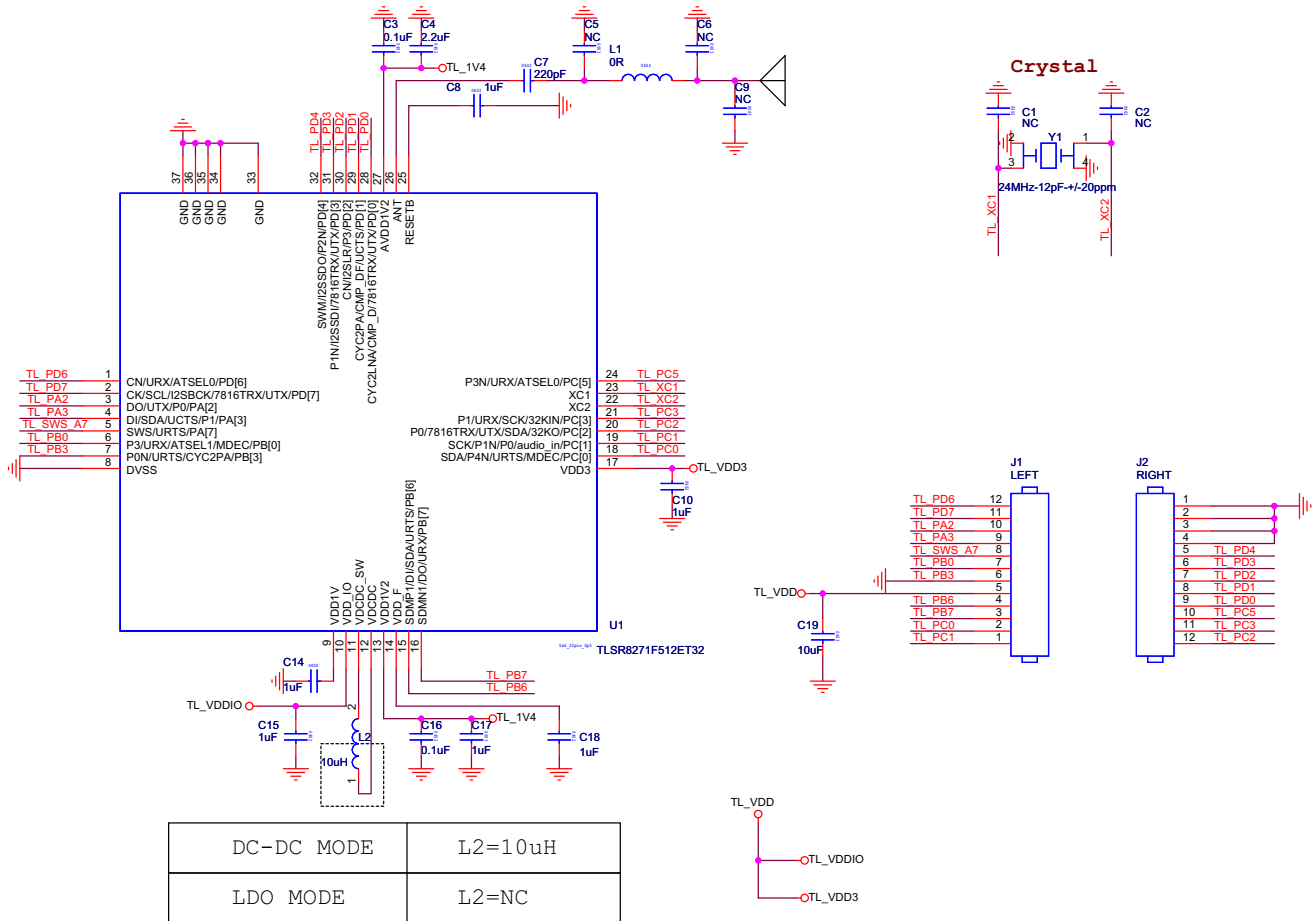 C3
0.1uF
C4
2.2uF
TL_1V4
C5
NC
C6
NC
L1
0R
C7
220pF
C8
1uF
C9
NC
Crystal
C1
NC
C2
NC
2
3
Y1
1
4
24MHz-12pF-+/-20ppm
TL_XC1
TL_XC2
TL_PD4
TL_PD3
TL_PD2
TL_PD1
TL_PD0
37
36
35
34
33
32
31
30
29
28
27
26
25
GND
GND
GND
GND
GND
SWM/I2SSDO/P2N/PD[4]
P1N/I2SSDI/7816TRX/UTX/PD[3]
CN/I2SLR/P3/PD[2]
CYC2PA/CMP_DF/UCTS/PD[1]
CYC2LNA/CMP_D/7816TRX/UTX/PD[0]
AVDD1V2
ANT
RESETB
TL_PD6 1 CN/URX/ATSEL0/PD[6]
TL_PD7 2 CK/SCL/I2SBCK/7816TRX/UTX/PD[7]
TL_PA2 3 DO/UTX/P0/PA[2]
TL_PA3 4 DI/SDA/UCTS/P1/PA[3]
TL_SWS_A7 5 SWS/URTS/PA[7]
TL_PB0 6 P3/URX/ATSEL1/MDEC/PB[0]
TL_PB3 7 P0N/URTS/CYC2PA/PB[3]
8 DVSS
P3N/URX/ATSEL0/PC[5] 24 TL_PC5
XC1 23 TL_XC1
XC2 22 TL_XC2
P1/URX/SCK/32KIN/PC[3] 21 TL_PC3
P0/7816TRX/UTX/SDA/32KO/PC[2] 20 TL_PC2
SCK/P1N/P0/audio_in/PC[1] 19 TL_PC1
SDA/P4N/URTS/MDEC/PC[0] 18 TL_PC0
VDD3 17
TL_VDD3
C10
1uF
VDD1V
VDD_IO
VDCDC_SW
VDCDC
VDD1V2
VDD_F
SDMP1/DI/SDA/URTS/PB[6]
SDMN1/DO/URX/PB[7]
9
10
11
12
13
14
15
16
U1
TLSR8271F512ET32
TL_PB7
TL_PB6
C14
1uF
TL_VDDIO
C15
1uF
2
L2
10uH
1
C16
0.1uF
C17
1uF
TL_1V4
C18
1uF
J1
LEFT
TL_PD6 12
TL_PD7 11
TL_PA2 10
TL_PA3 9
TL_SWS_A7 8
TL_PB0 7
TL_PB3 6
5
TL_PB6 4
TL_PB7 3
TL_PC0 2
TL_PC1 1
TL_VDD
C19
10uF
J2
RIGHT
1
2
3
4
5 TL_PD4
6 TL_PD3
7 TL_PD2
8 TL_PD1
9 TL_PD0
10 TL_PC5
11 TL_PC3
12 TL_PC2
TL_VDD
TL_VDDIO
TL_VDD3
DC-DC MODE L2=10uH
LDO MODE L2=NC